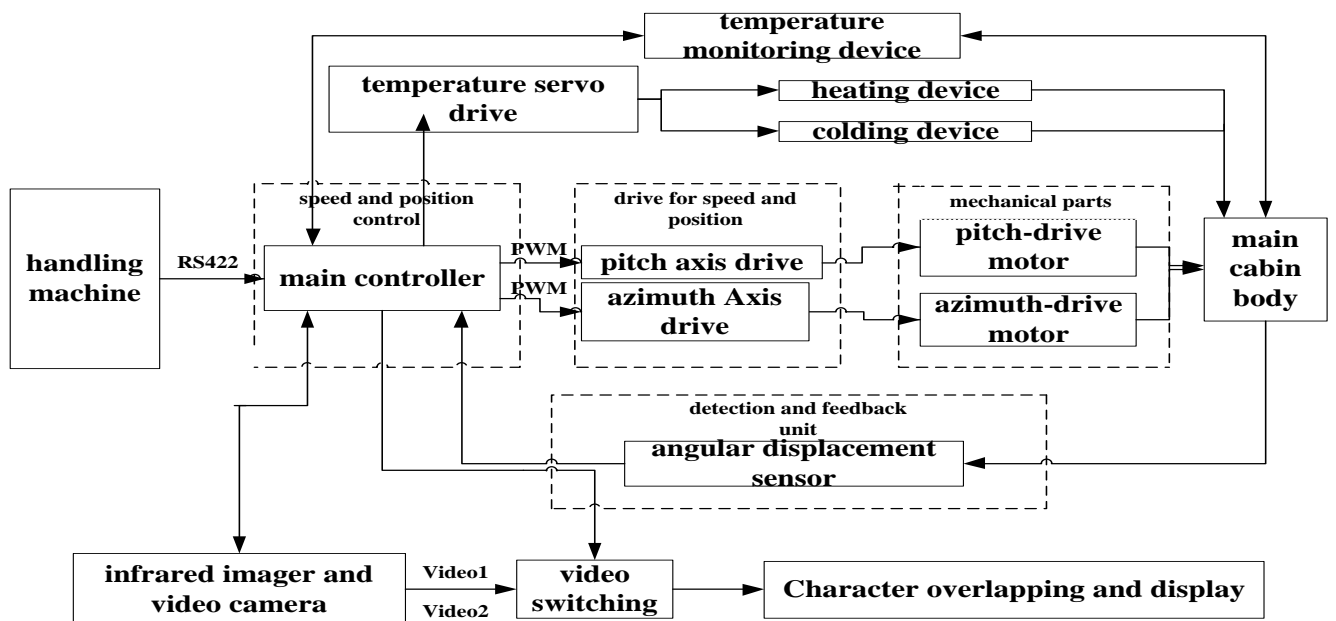 temperature
monitoring device
temperature servo
drive
heating device
colding device
speed and position
control
drive for speed and
position
mechanical parts
handling
machine
RS422
main controller
PWM
PWM
pitch axis drive
azimuth Axis
drive
pitch-drive
motor
azimuth-drive
motor
main
cabin
body
detection and feedback
unit
angular displacement
sensor
infrared imager and
video camera
Video1
Video2
video
switching
Character overlapping and display